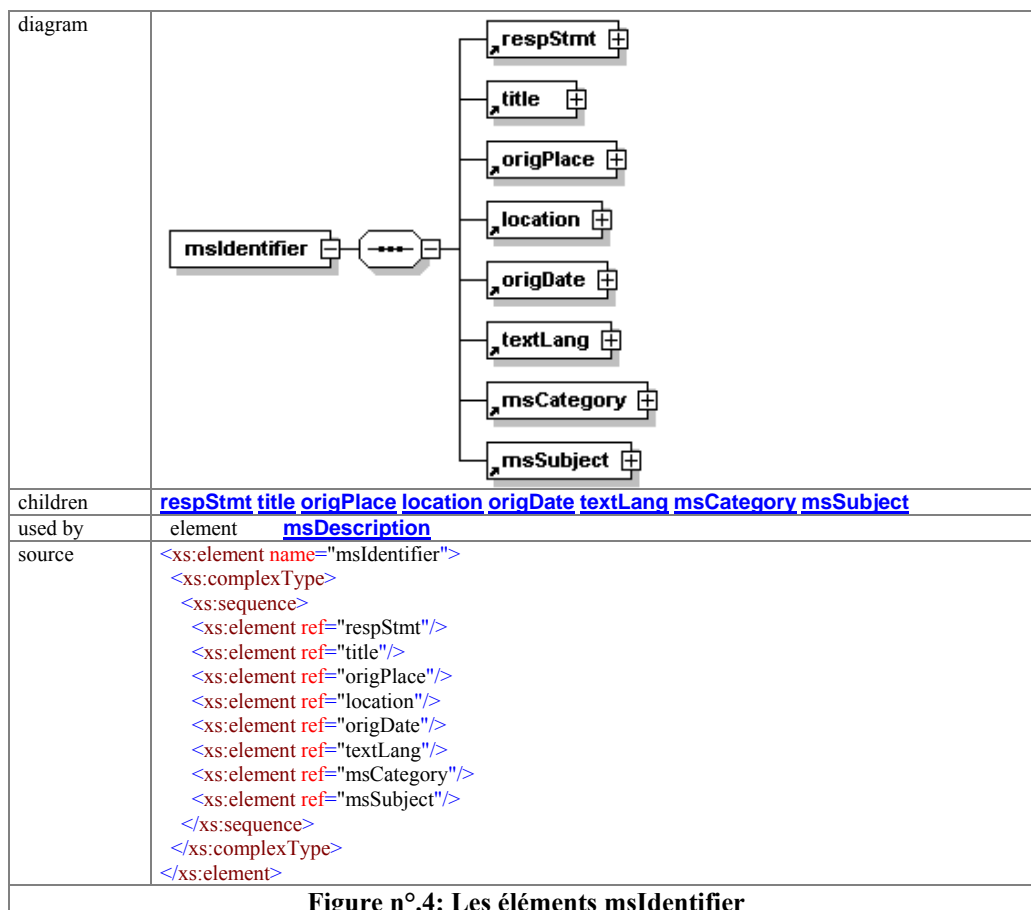 diagram
respStmt
title
origPlace
location
msIdentifier
origDate
textLang
msCategory
msSubject
children respStmt title origPlace location origDate textLang msCategory msSubject
used by element msDescription
source <xs:element name="msIdentifier">
<xs:complexType>
<xs:sequence>
<xs:element ref="respStmt"/>
<xs:element ref="title"/>
<xs:element ref="origPlace"/>
<xs:element ref="location"/>
<xs:element ref="origDate"/>
<xs:element ref="textLang"/>
<xs:element ref="msCategory"/>
<xs:element ref="msSubject"/>
</xs:sequence>
</xs:complexType>
</xs:element>
Figure n°.4: Les éléments msIdentifier